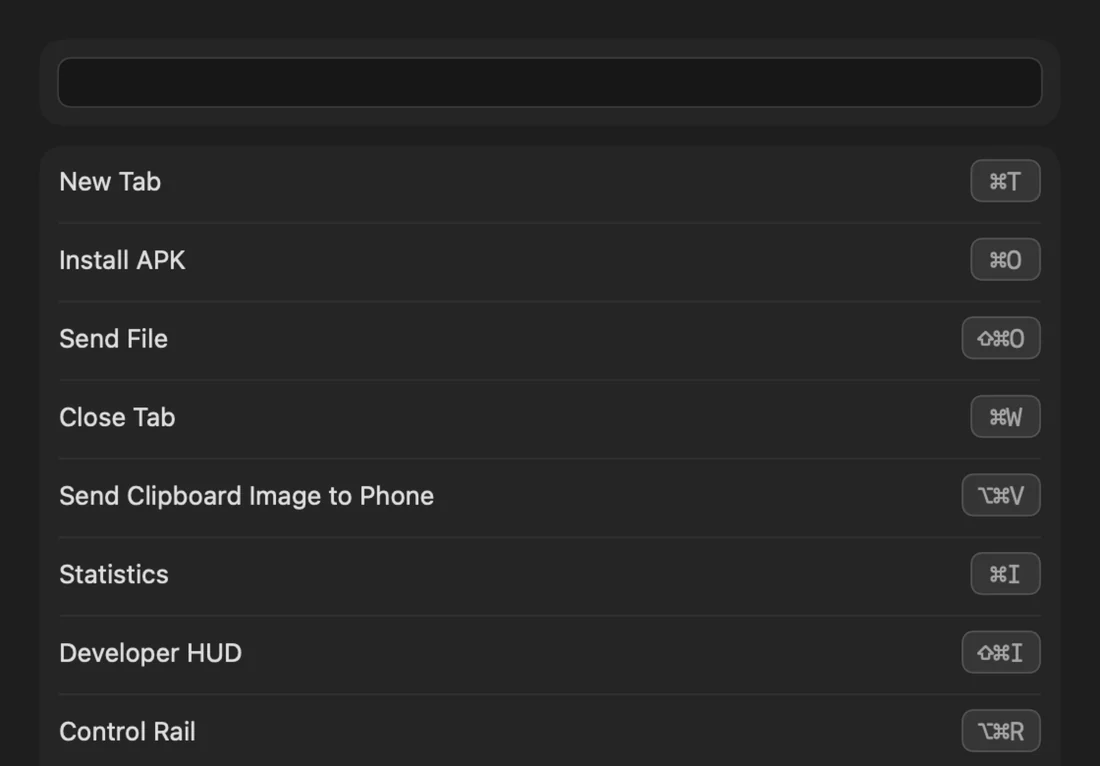 New Tab ⌘T
Install APK ⌘O
Send File ⇧⌘O
Close Tab ⌘W
Send Clipboard Image to Phone ⌥⌘V
Statistics ⌘I
Developer HUD ⇧⌘I
Control Rail ⌥⌘R